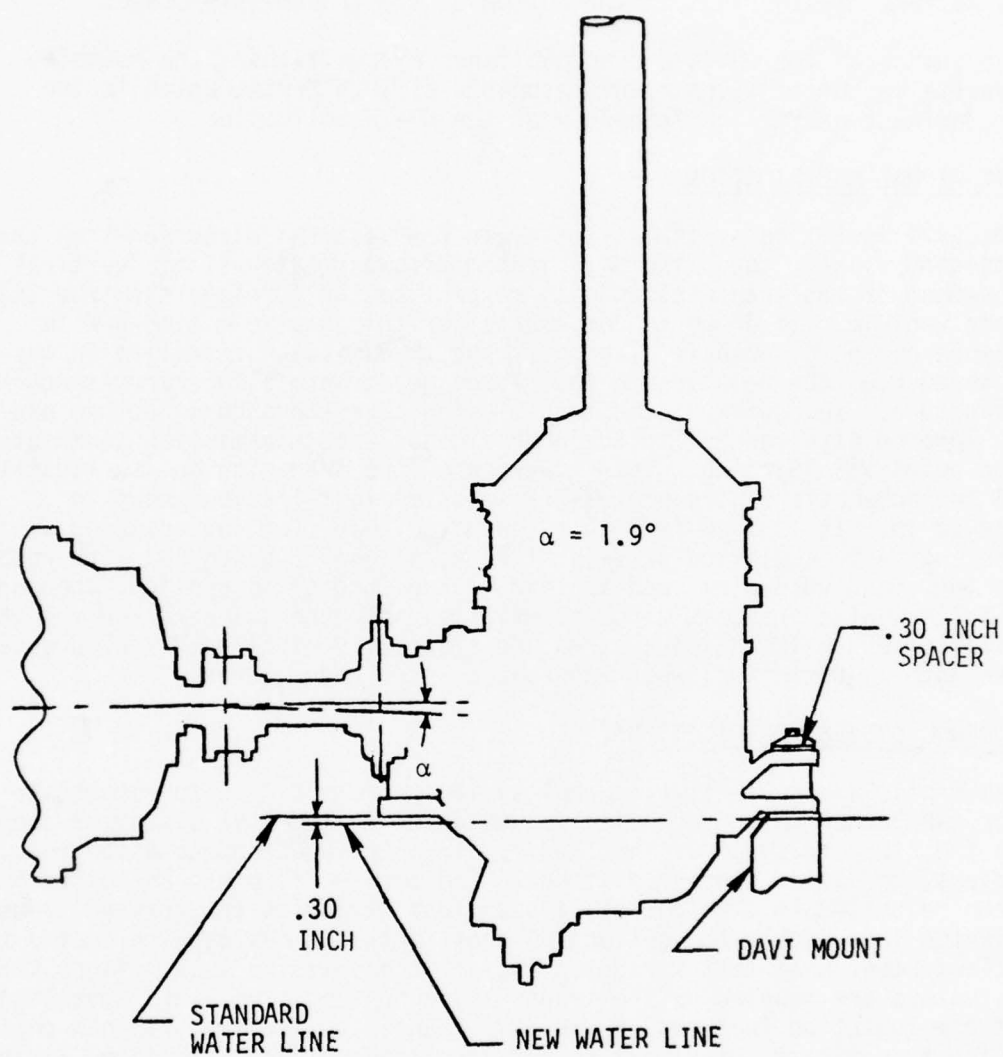 α = 1.9°
.30 INCH
SPACER
α
.30
INCH
DAVI MOUNT
STANDARD
WATER LINE
NEW WATER LINE